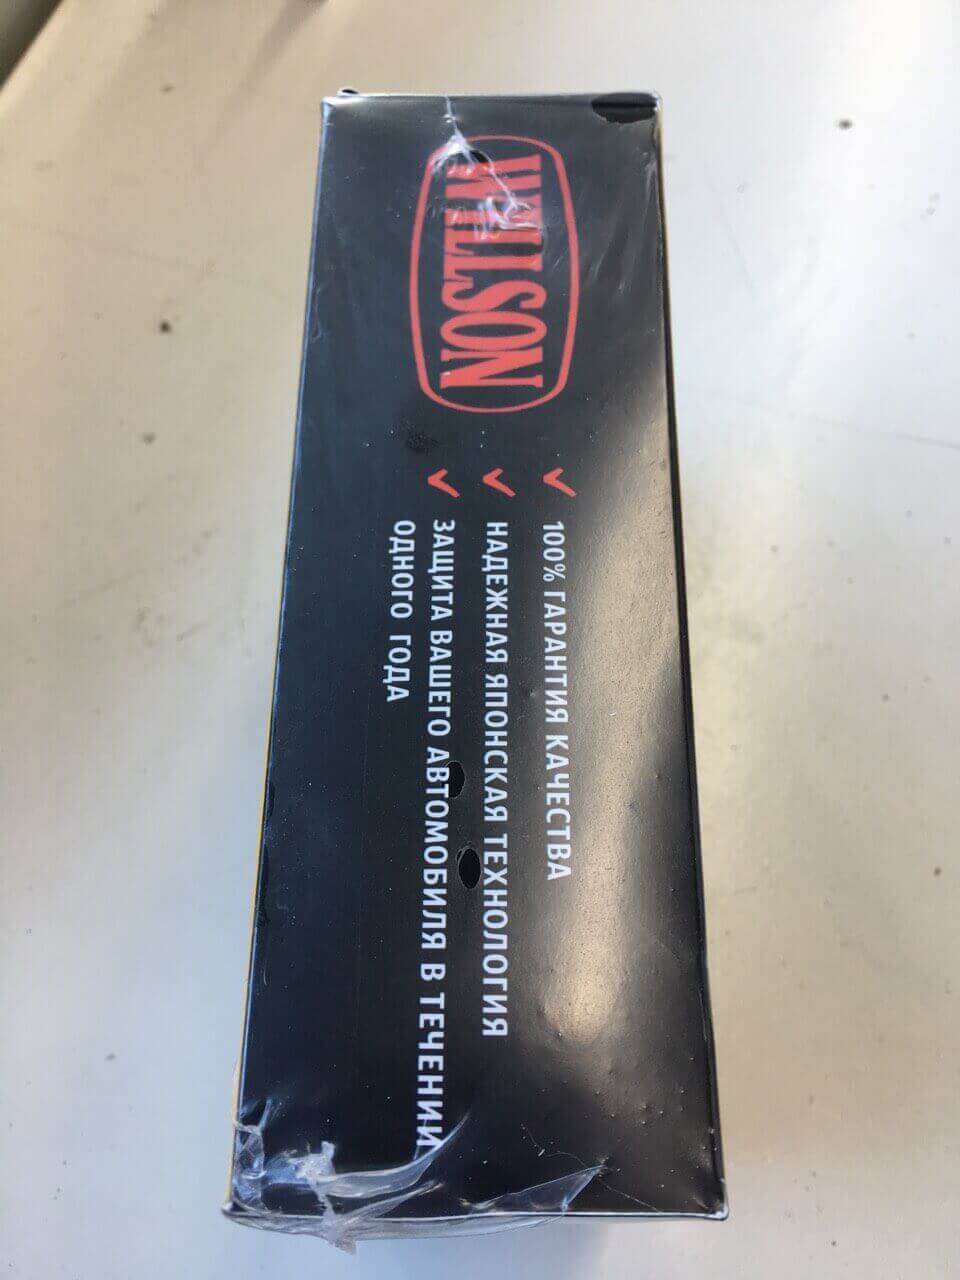 WILLSON
100% ГАРАНТИЯ КАЧЕСТВА
НАДЕЖНАЯ ЯПОНСКАЯ ТЕХНОЛОГИЯ
ЗАЩИТА ВАШЕГО АВТОМОБИЛЯ В ТЕЧЕНИИ
ОДНОГО ГОДА